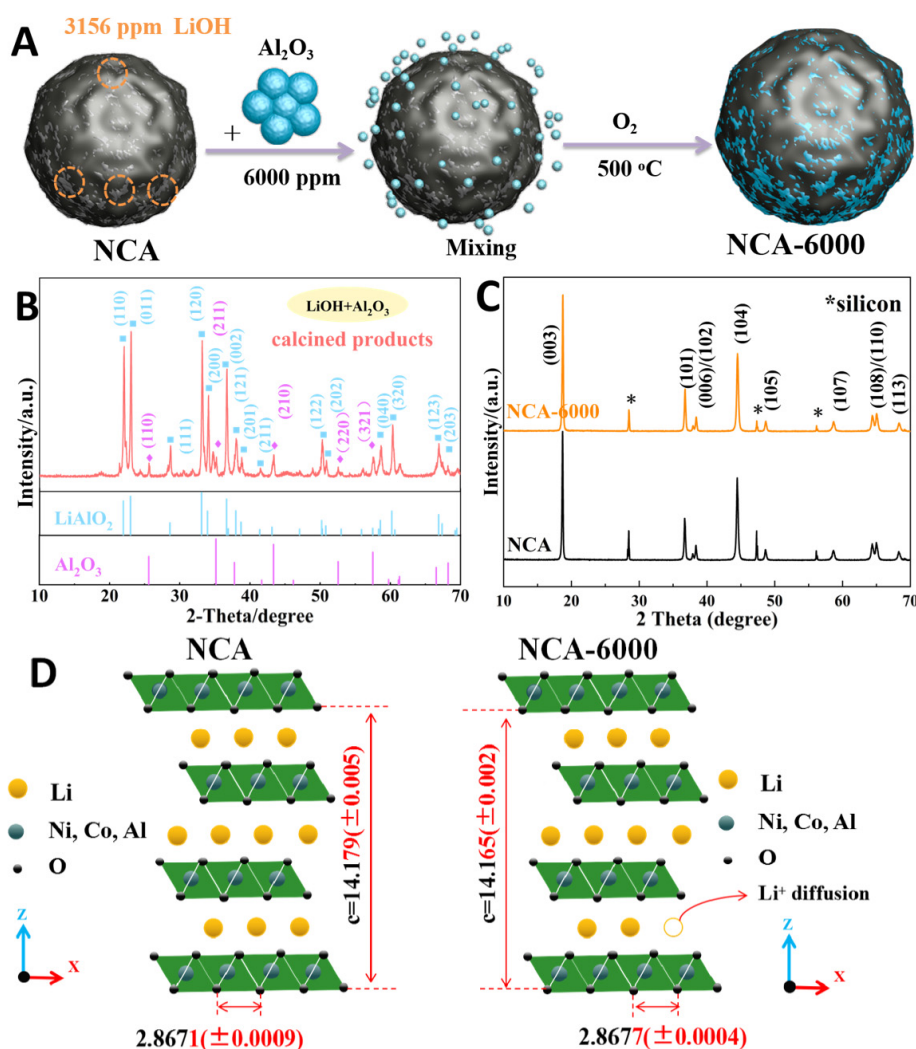 A
3156 ppm LiOH
Al₂O₃
+
6000 ppm
O₂
500 ᵒC
NCA
Mixing
NCA-6000
B
LiOH+Al₂O₃
calcined products
(110)
(011)
(120)
(211)
(200)
(002)
(121)
(110)
(111)
(201)
(211)
(210)
(122)
(202)
(220)
(321)
(040)
(320)
(123)
(203)
LiAlO₂
Al₂O₃
Intensity/a.u.
10 20 30 40 50 60 70
2-Theta/degree
C
*silicon
(003)
(101)
(006)/(102)
(104)
(105)
(107)
(108)/(110)
(113)
*
*
*
NCA-6000
NCA
Intensity/(a.u.)
10 20 30 40 50 60 70
2 Theta (degree)
D
NCA
NCA-6000
Li
Ni, Co, Al
O
Z
X
c=14.179(±0.005)
2.8671(±0.0009)
c=14.165(±0.002)
2.8677(±0.0004)
Li
Ni, Co, Al
O
Li⁺ diffusion
Z
X